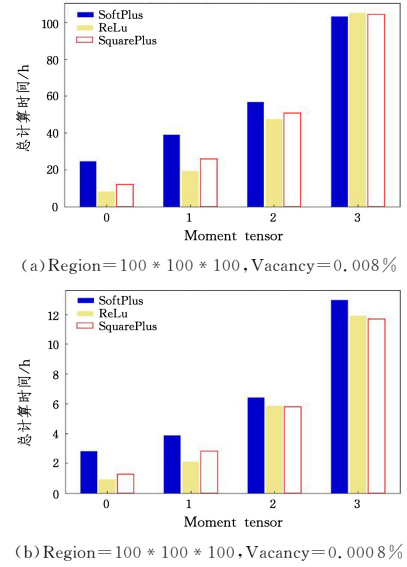 100
80
60
40
20
0
总计算时间/h
SoftPlus
ReLu
SquarePlus
0 1 2 3
Moment tensor
(a)Region=100*100*100,Vacancy=0.008%
12
10
8
6
4
2
0
总计算时间/h
SoftPlus
ReLu
SquarePlus
0 1 2 3
Moment tensor
(b)Region=100*100*100,Vacancy=0.0008%